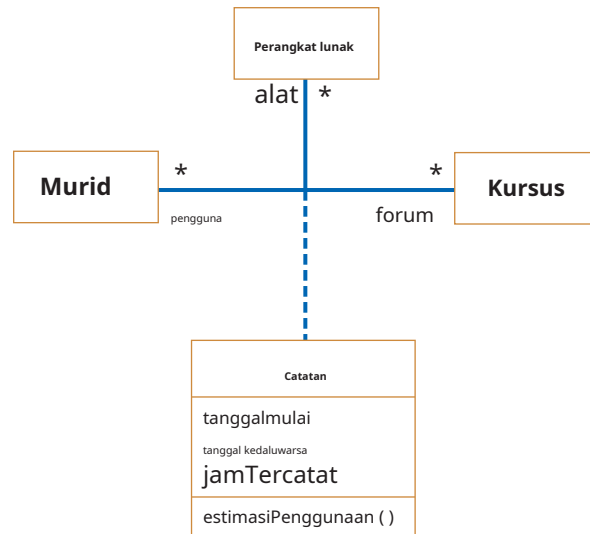 Perangkat lunak
alat *
Murid
*
pengguna
*
forum
Kursus
Catatan
tanggalmulai
tanggal kedaluwarsa
jamTercatat
estimasiPenggunaan ( )